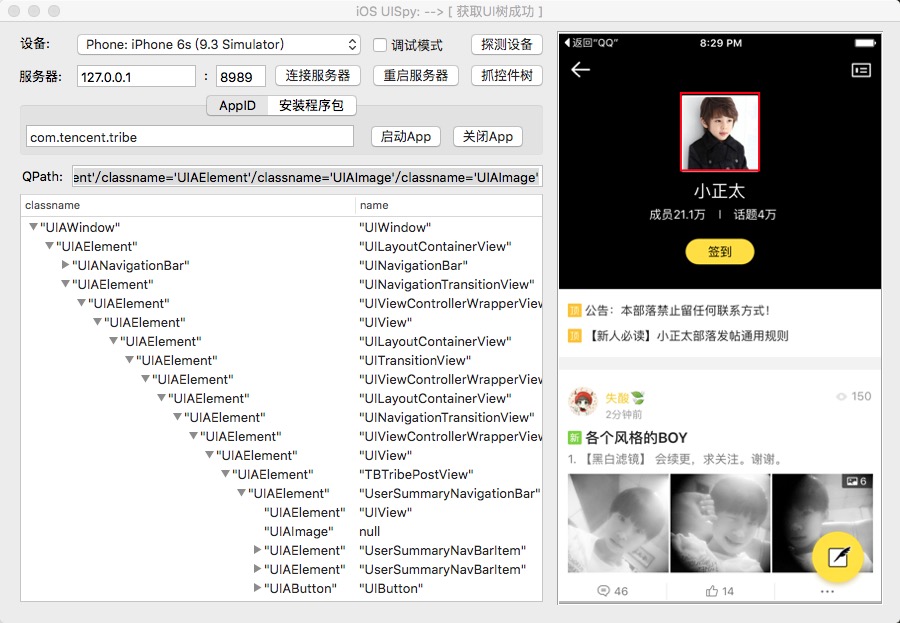 iOS UISpy: --> [ 获取UI树成功 ]
设备: Phone: iPhone 6s (9.3 Simulator) 调试模式 探测设备
服务器: 127.0.0.1 : 8989 连接服务器 重启服务器 抓控件树
AppID 安装程序包
com.tencent.tribe 启动App 关闭App
QPath: ent'/classname='UIAElement'/classname='UIAImage'/classname='UIAImage'
classname name
"UIAWindow" "UIWindow"
"UIAElement" "UILayoutContainerView"
"UIANavigationBar" "UINavigationBar"
"UIAElement" "UINavigationTransitionView"
"UIAElement" "UIViewControllerWrapperView
"UIAElement" "UIView"
"UIAElement" "UILayoutContainerView"
"UIAElement" "UITransitionView"
"UIAElement" "UIViewControllerWrapperView
"UIAElement" "UILayoutContainerView"
"UIAElement" "UINavigationTransitionView"
"UIAElement" "UIViewControllerWrapperView
"UIAElement" "UIView"
"UIAElement" "TBTribePostView"
"UIAElement" "UserSummaryNavigationBar"
"UIAElement" "UIView"
"UIAImage" null
"UIAElement" "UserSummaryNavBarItem"
"UIAElement" "UserSummaryNavBarItem"
"UIAButton" "UIButton"
返回"QQ" 8:29 PM
小正太
成员21.1万 | 话题4万
签到
顶 公告：本部落禁止留任何联系方式！
顶 【新人必读】小正太部落发帖通用规则
失酸 150
2分钟前
新 各个风格的BOY
1. 【黑白滤镜】 会续更，求关注。谢谢。
6
46 14